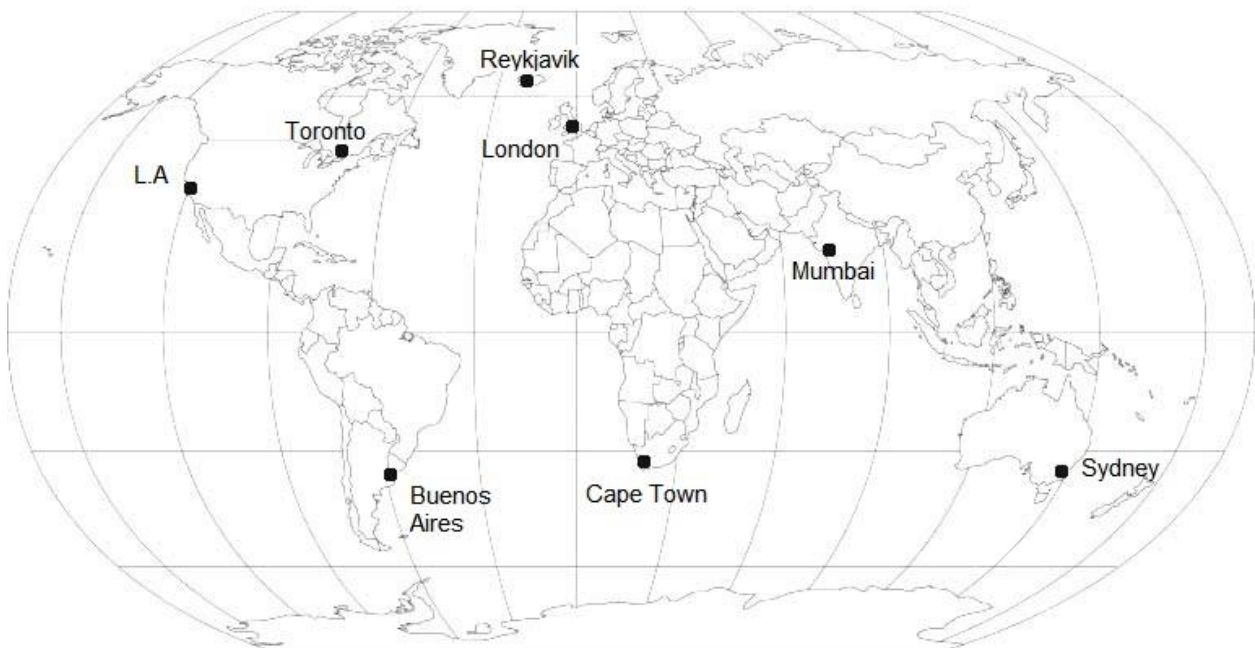 Reykjavik
Toronto
London
L.A
Mumbai
Sydney
Cape Town
Buenos
Aires